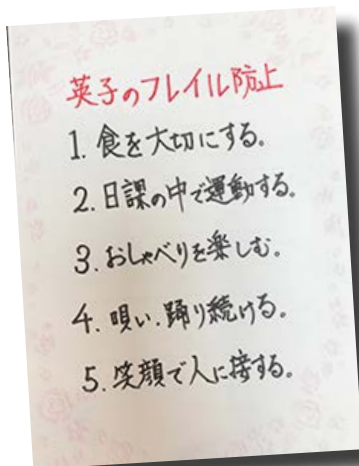 英子のフレイル防止
1. 食を大切にする。
2. 日課の中で運動する。
3. おしゃべりを楽しむ。
4. 唄い、踊り続ける。
5. 笑顔で人に接する。